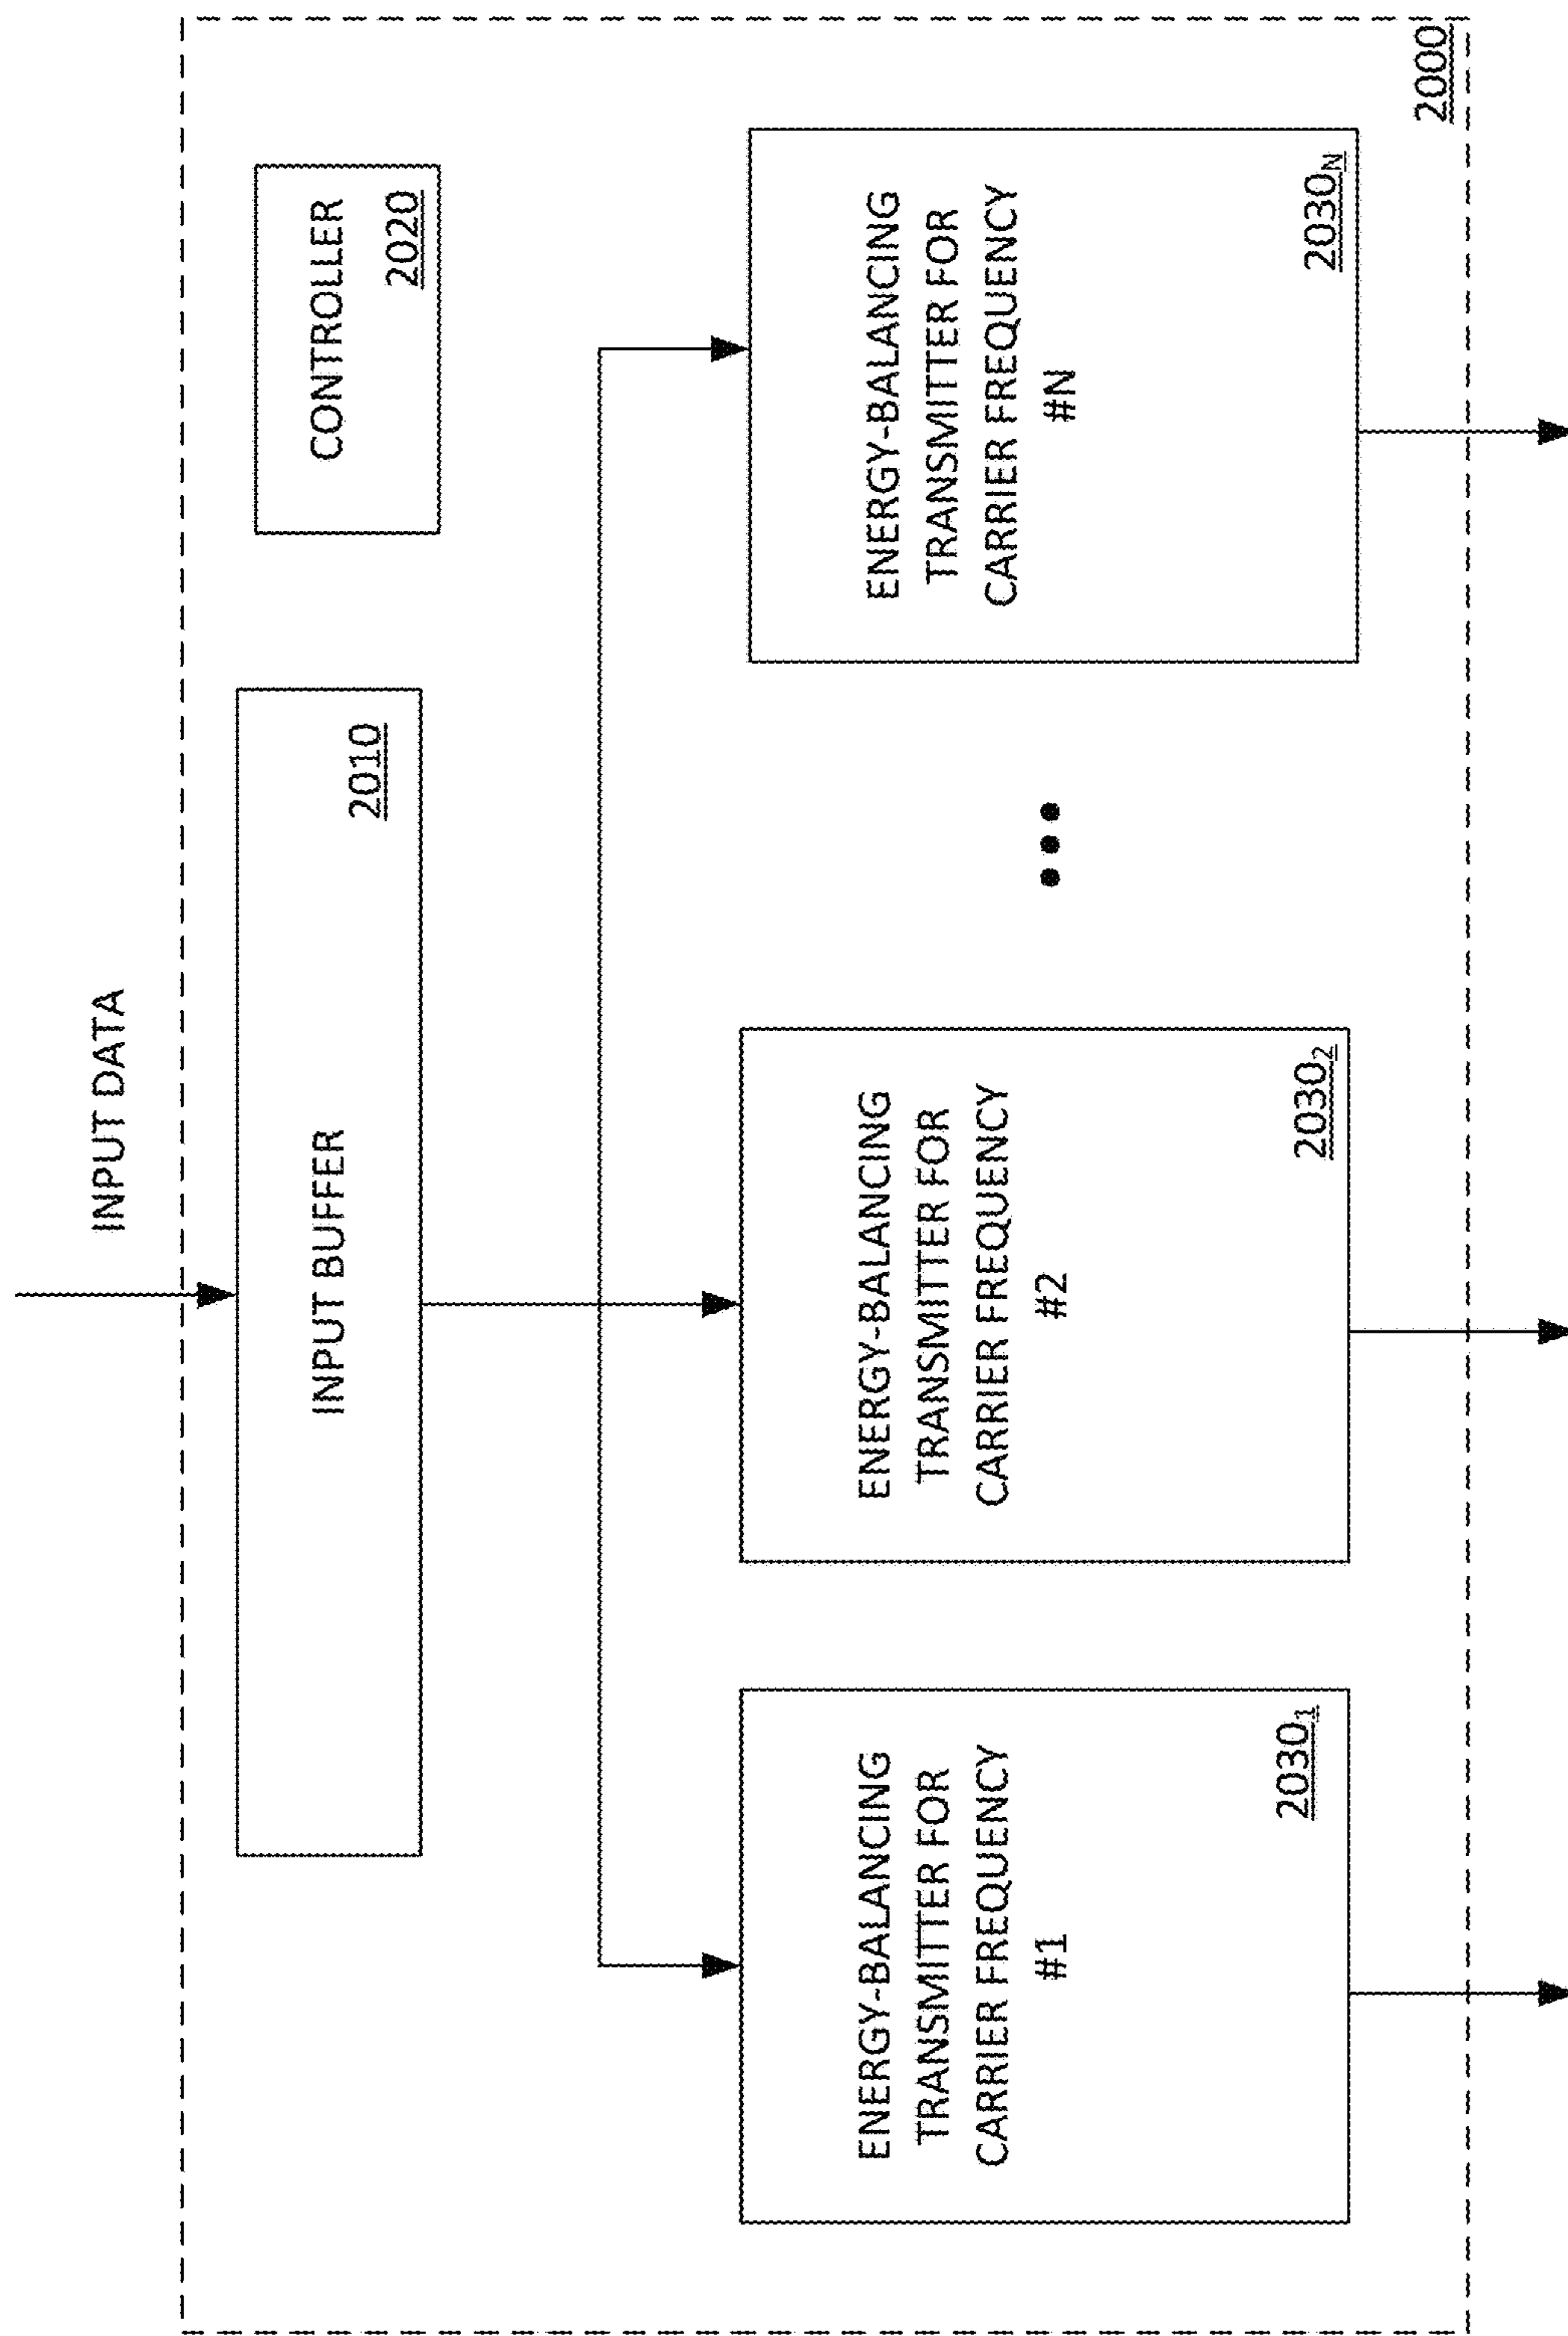 INPUT DATA
INPUT BUFFER
2010
CONTROLLER
2020
ENERGY-BALANCING
TRANSMITTER FOR
CARRIER FREQUENCY
#1
2030₁
ENERGY-BALANCING
TRANSMITTER FOR
CARRIER FREQUENCY
#2
2030₂
ENERGY-BALANCING
TRANSMITTER FOR
CARRIER FREQUENCY
#N
2030N
2000